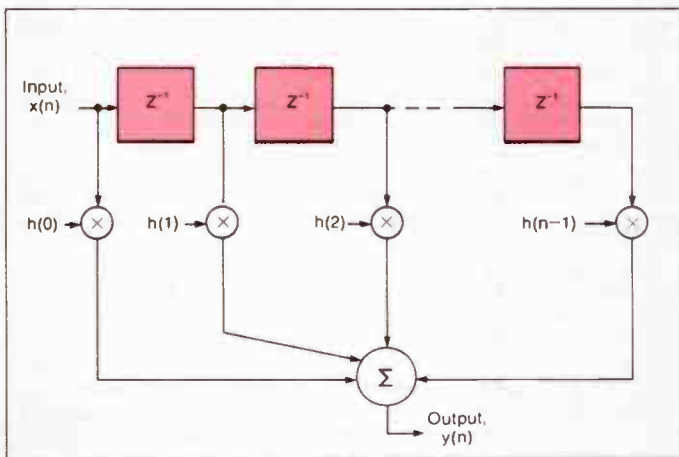 Input,
x(n)
Z⁻¹
Z⁻¹
Z⁻¹
h(0)
×
h(1)
×
h(2)
×
h(n−1)
×
Σ
Output,
y(n)